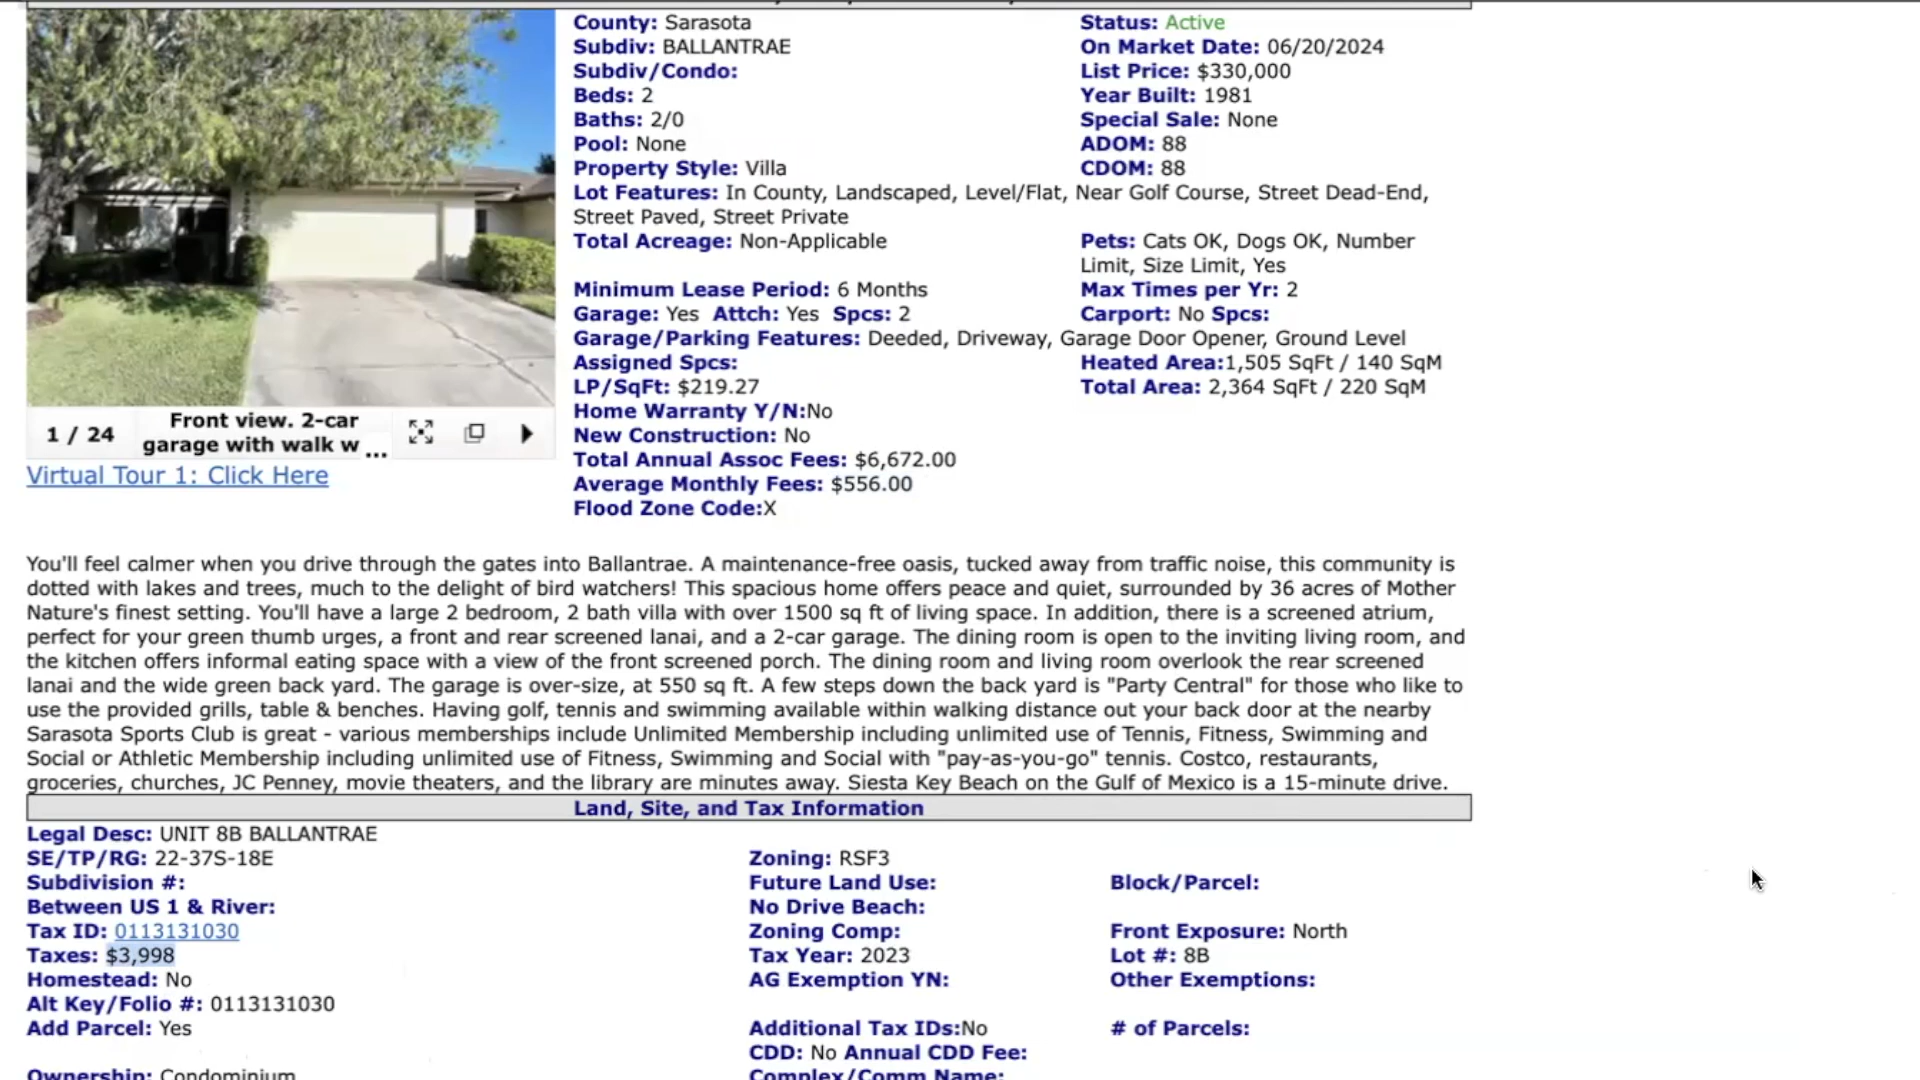 County: Sarasota
Status: Active
Subdiv: BALLANTRAE
On Market Date: 06/20/2024
Subdiv/Condo:
List Price: $330,000
Beds: 2
Year Built: 1981
Baths: 2/0
Special Sale: None
Pool: None
ADOM: 88
Property Style: Villa
CDOM: 88
Lot Features: In County, Landscaped, Level/Flat, Near Golf Course, Street Dead-End,
Street Paved, Street Private
Total Acreage: Non-Applicable
Pets: Cats OK, Dogs OK, Number
Limit, Size Limit, Yes
Minimum Lease Period: 6 Months
Max Times per Yr: 2
Garage: Yes Attch: Yes Spcs: 2
Carport: No Spcs:
Garage/Parking Features: Deeded, Driveway, Garage Door Opener, Ground Level
Assigned Spcs:
Heated Area:1,505 SqFt / 140 SqM
LP/SqFt: $219.27
Total Area: 2,364 SqFt / 220 SqM
Home Warranty Y/N:No
New Construction: No
Total Annual Assoc Fees: $6,672.00
Average Monthly Fees: $556.00
Flood Zone Code:X
1 / 24
Front view. 2-car
garage with walk w ...
Virtual Tour 1: Click Here
You'll feel calmer when you drive through the gates into Ballantrae. A maintenance-free oasis, tucked away from traffic noise, this community is
dotted with lakes and trees, much to the delight of bird watchers! This spacious home offers peace and quiet, surrounded by 36 acres of Mother
Nature's finest setting. You'll have a large 2 bedroom, 2 bath villa with over 1500 sq ft of living space. In addition, there is a screened atrium,
perfect for your green thumb urges, a front and rear screened lanai, and a 2-car garage. The dining room is open to the inviting living room, and
the kitchen offers informal eating space with a view of the front screened porch. The dining room and living room overlook the rear screened
lanai and the wide green back yard. The garage is over-size, at 550 sq ft. A few steps down the back yard is "Party Central" for those who like to
use the provided grills, table & benches. Having golf, tennis and swimming available within walking distance out your back door at the nearby
Sarasota Sports Club is great - various memberships include Unlimited Membership including unlimited use of Tennis, Fitness, Swimming and
Social or Athletic Membership including unlimited use of Fitness, Swimming and Social with "pay-as-you-go" tennis. Costco, restaurants,
groceries, churches, JC Penney, movie theaters, and the library are minutes away. Siesta Key Beach on the Gulf of Mexico is a 15-minute drive.
Land, Site, and Tax Information
Legal Desc: UNIT 8B BALLANTRAE
SE/TP/RG: 22-37S-18E
Zoning: RSF3
Subdivision #:
Future Land Use:
Block/Parcel:
Between US 1 & River:
No Drive Beach:
Tax ID: 0113131030
Zoning Comp:
Front Exposure: North
Taxes: $3,998
Tax Year: 2023
Lot #: 8B
Homestead: No
AG Exemption YN:
Other Exemptions:
Alt Key/Folio #: 0113131030
Add Parcel: Yes
Additional Tax IDs:No
# of Parcels:
CDD: No Annual CDD Fee:
Ownership: Condominium
Complex/Comm Name: